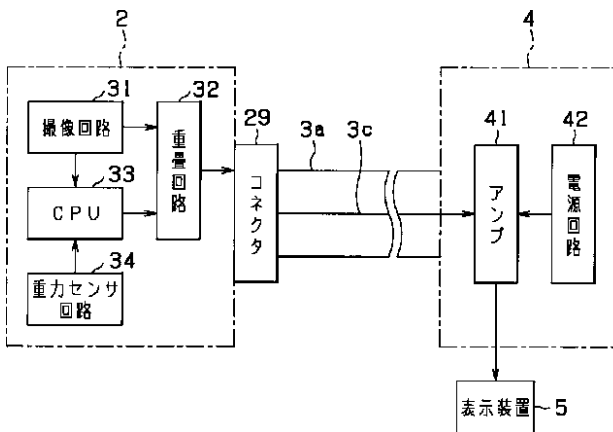 2
4
31
撮像回路
32
重畳回路
33
CPU
34
重力センサ
回路
29
コネクタ
3a
3c
41
アンプ
42
電源回路
表示装置
5